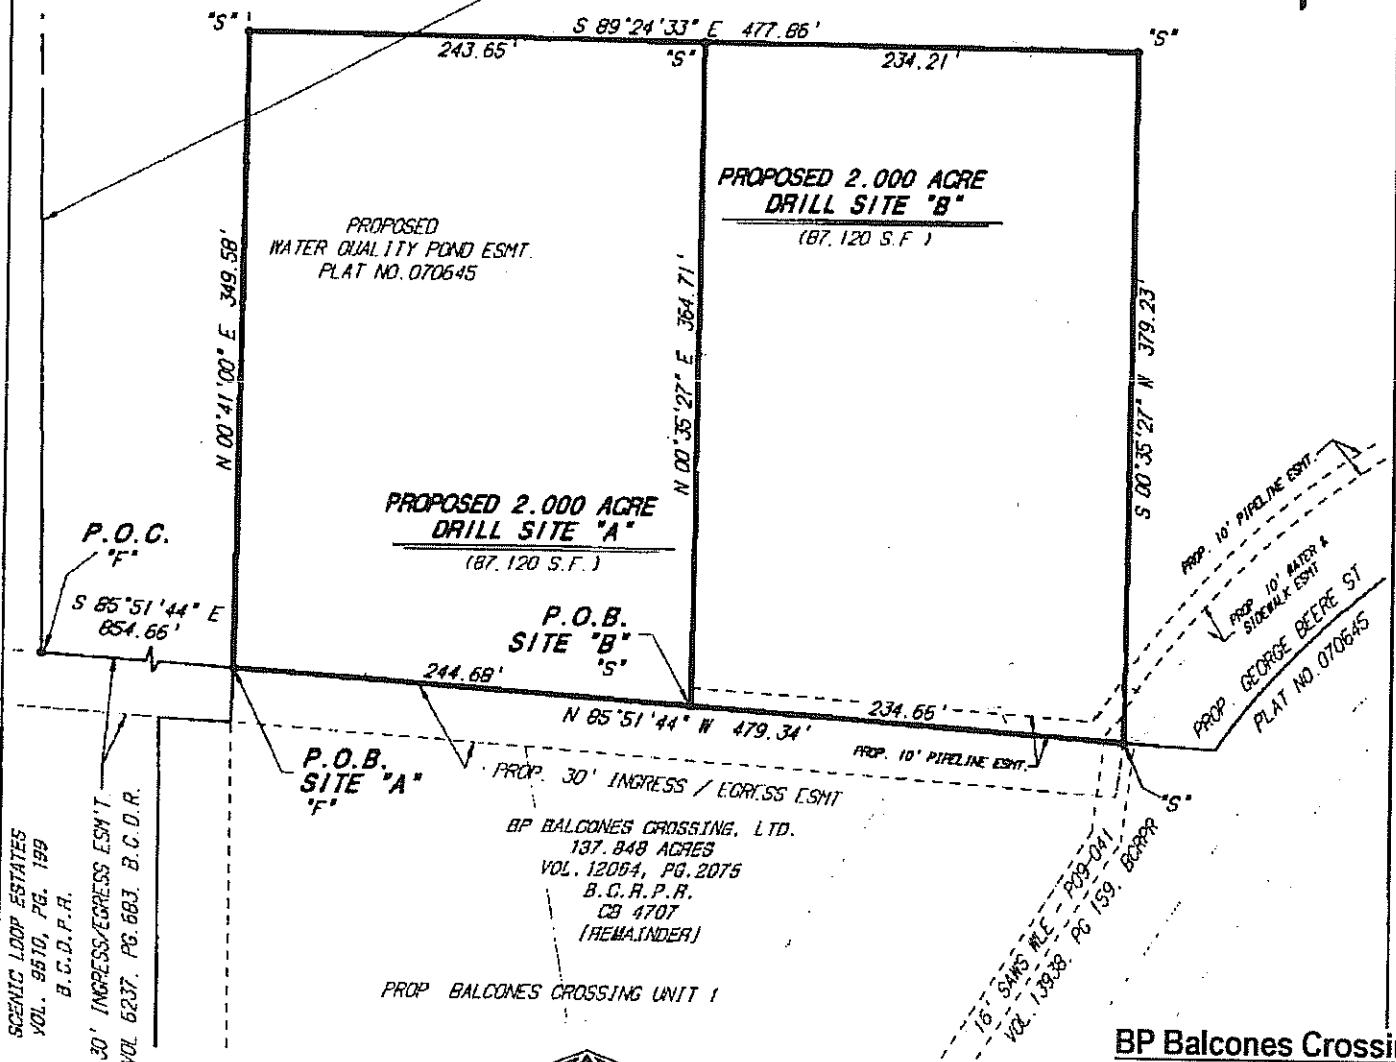 "S"
S 89°24'33" E 477.86'
"S"
243.65'
"S"
234.21'
PROPOSED 2.000 ACRE
DRILL SITE "B"
(87,120 S.F.)
PROPOSED
WATER QUALITY POND ESMT.
PLAT NO. 070645
N 00°41'00" E 349.58'
N 00°35'27" E 364.71'
S 00°35'27" W 379.23'
PROPOSED 2.000 ACRE
DRILL SITE "A"
(87,120 S.F.)
P.O.C.
"F"
S 85°51'44" E
854.66'
P.O.B.
SITE "B"
"S"
PROP. 10' PIPELINE ESMT.
PROP 10' WATER &
SIDEWALK ESMT
PROP. GEORGE BEERE ST
PLAT NO. 070645
244.68'
N 85°51'44" W 479.34'
234.66'
PROP. 10' PIPELINE ESMT.
P.O.B.
SITE "A"
"F"
PROP. 30' INGRESS / EGRESS ESMT
"S"
BP BALCONES CROSSING, LTD.
137.848 ACRES
VOL. 12064, PG. 2075
B.C.R.P.R.
CB 4707
(REMAINDER)
SCENIC LOOP ESTATES
VOL. 9510, PG. 199
B.C.D.P.R.
30' INGRESS/EGRESS ESM'T
VOL 6237, PG. 683, B.C.D.R.
PROP BALCONES CROSSING UNIT 1
16' SAWS WLE - P09-041
VOL. 13938, PG 159, BCRPR
BP Balcones Crossi